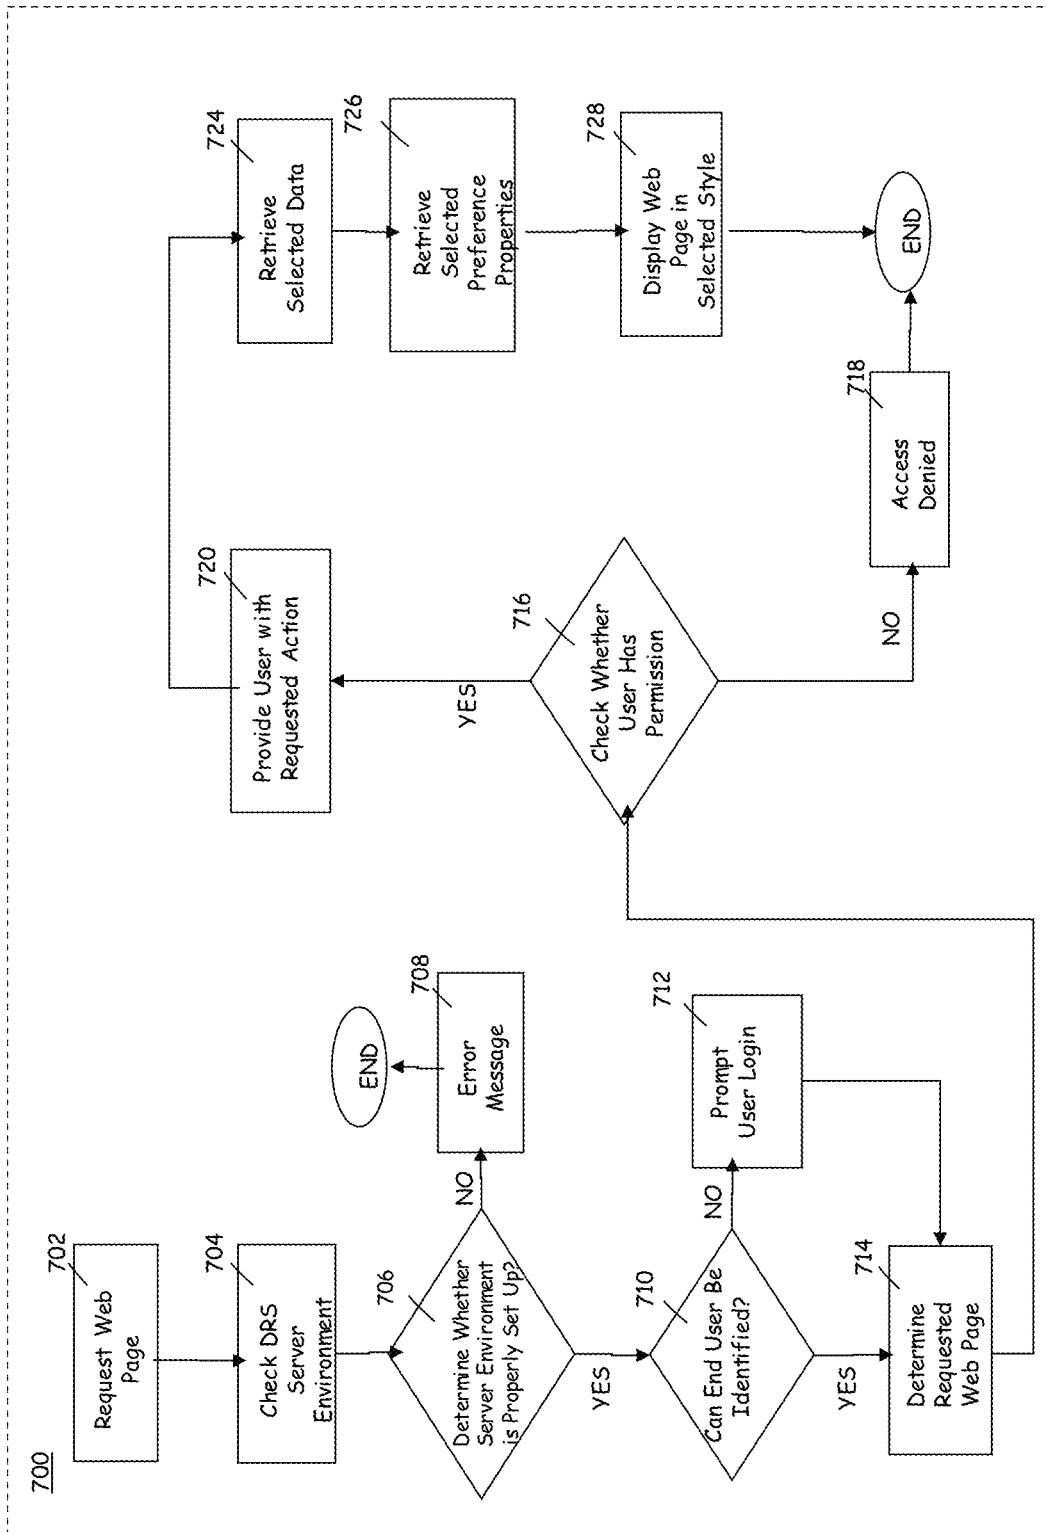 700
702
Request Web
Page
704
Check DRS
Server
Environment
706
Determine Whether
Server Environment
is Properly Set Up?
NO
708
Error
Message
END
YES
710
Can End User Be
Identified?
NO
712
Prompt
User Login
YES
714
Determine
Requested
Web Page
716
Check Whether
User Has
Permission
YES
720
Provide User with
Requested Action
NO
718
Access
Denied
724
Retrieve
Selected Data
726
Retrieve
Selected
Preference
Properties
728
Display Web
Page in
Selected Style
END